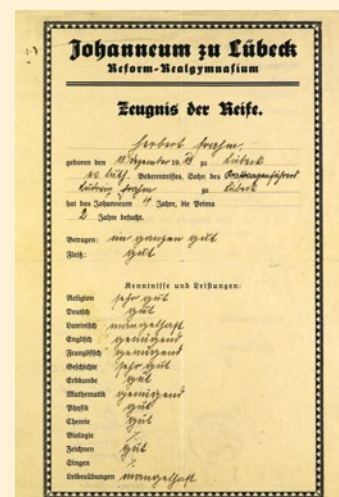 Johanneum zu Lübeck
Reform-Realgymnasium
Zeugnis der Reife.
Herbert Frahm,
geboren den 18. Dezember 19 zu Lübeck
ev. luth. Bekenntnisses, Sohn des
Ludwig Frahm zu Lübeck
hat das Johanneum 4 Jahre, die Prima
2 Jahre besucht.
Betragen: im ganzen gut
Fleiß: gut
Kenntnisse und Leistungen:
Religion sehr gut
Deutsch gut
Lateinisch mangelhaft
Englisch genügend
Französisch genügend
Geschichte sehr gut
Erdkunde gut
Mathematik genügend
Physik gut
Chemie gut
Biologie ./.
Zeichnen gut
Singen ./.
Leibesübungen mangelhaft